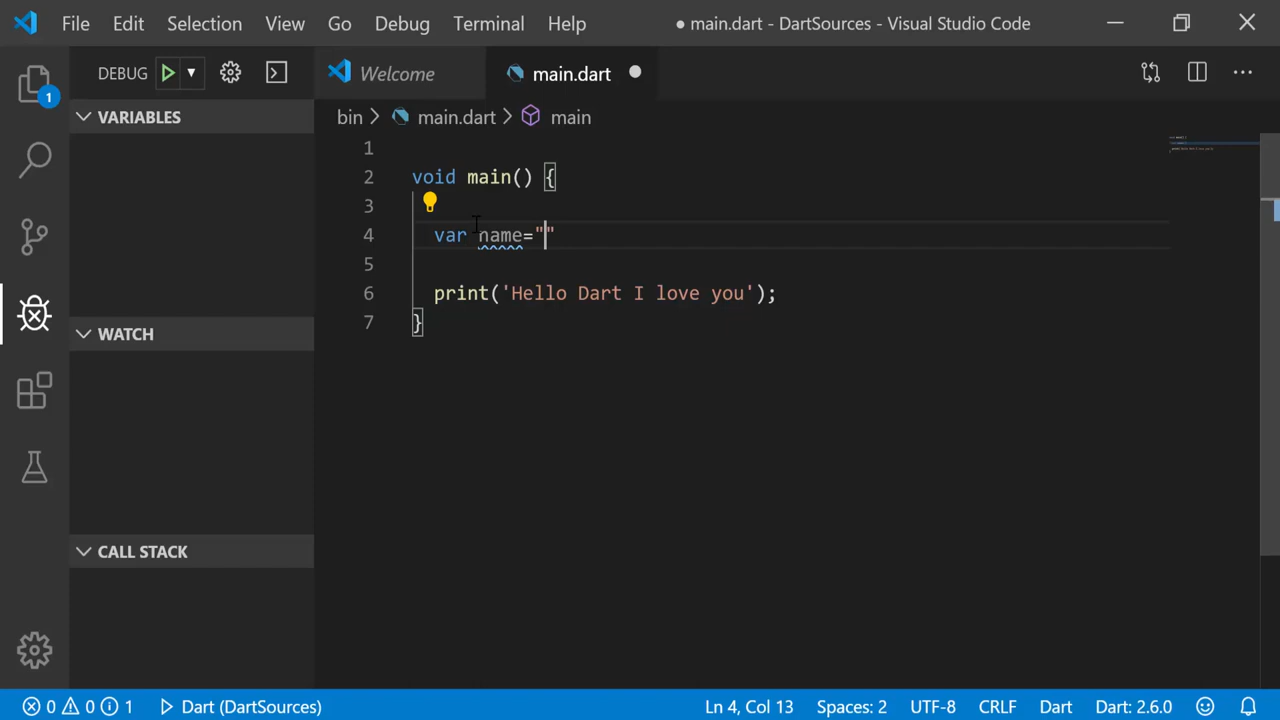 File Edit Selection View Go Debug Terminal Help ● main.dart - DartSources - Visual Studio Code
DEBUG Welcome main.dart
VARIABLES
bin > main.dart > main
1
2 void main() {
3
4 var name=""
5
6 print('Hello Dart I love you');
7 }
WATCH
CALL STACK
1
0 0 1 Dart (DartSources) Ln 4, Col 13 Spaces: 2 UTF-8 CRLF Dart Dart: 2.6.0